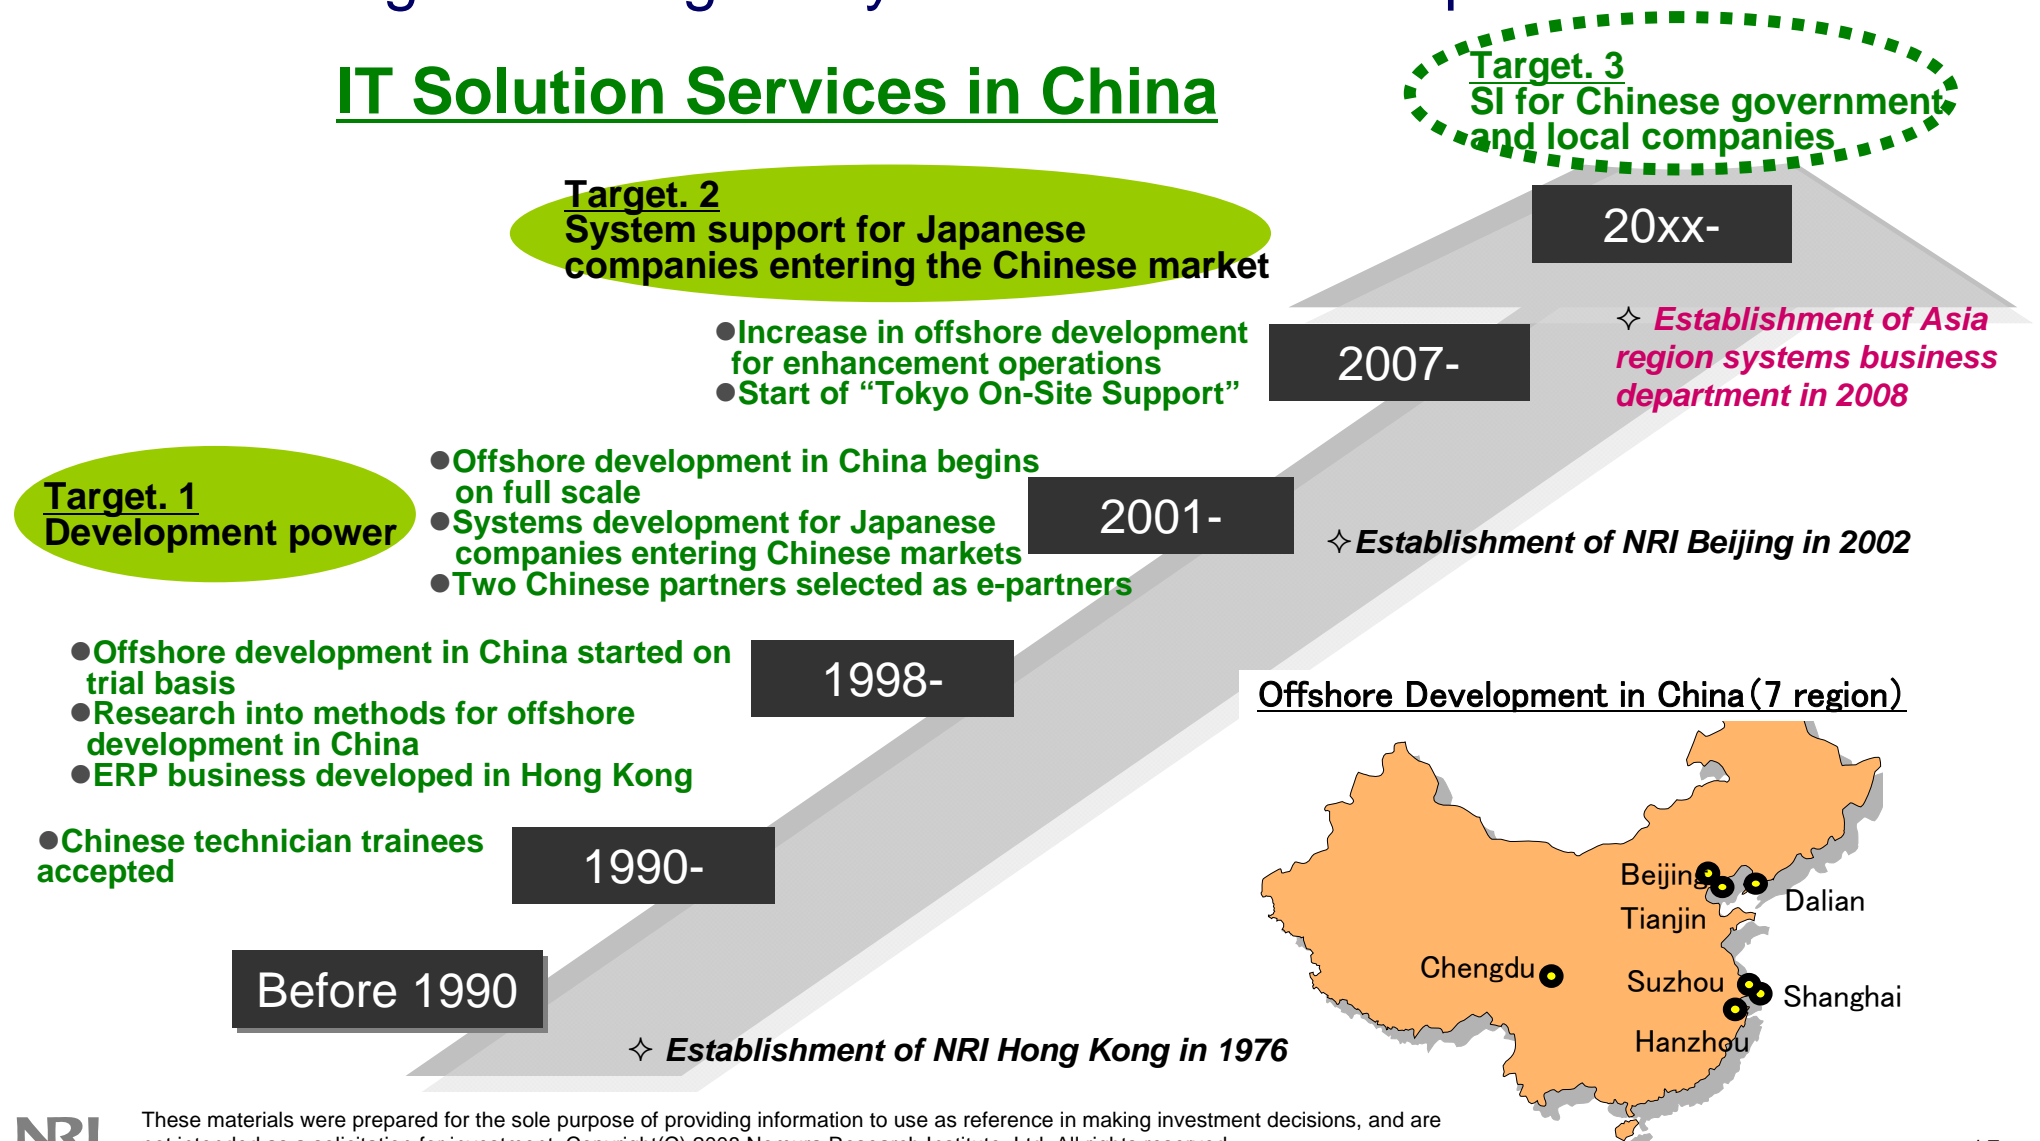 IT Solution Services in China
Target. 3
SI for Chinese government
and local companies
Target. 2
System support for Japanese
companies entering the Chinese market
20xx-
●Increase in offshore development
for enhancement operations
●Start of “Tokyo On-Site Support”
2007-
✧ Establishment of Asia
region systems business
department in 2008
Target. 1
Development power
●Offshore development in China begins
on full scale
●Systems development for Japanese
companies entering Chinese markets
●Two Chinese partners selected as e-partners
2001-
✧Establishment of NRI Beijing in 2002
●Offshore development in China started on
trial basis
●Research into methods for offshore
development in China
●ERP business developed in Hong Kong
1998-
●Chinese technician trainees
accepted
1990-
Before 1990
✧ Establishment of NRI Hong Kong in 1976
Offshore Development in China(7 region)
Beijing
Dalian
Tianjin
Chengdu
Suzhou
Shanghai
Hanzhou
NRI
These materials were prepared for the sole purpose of providing information to use as reference in making investment decisions, and are